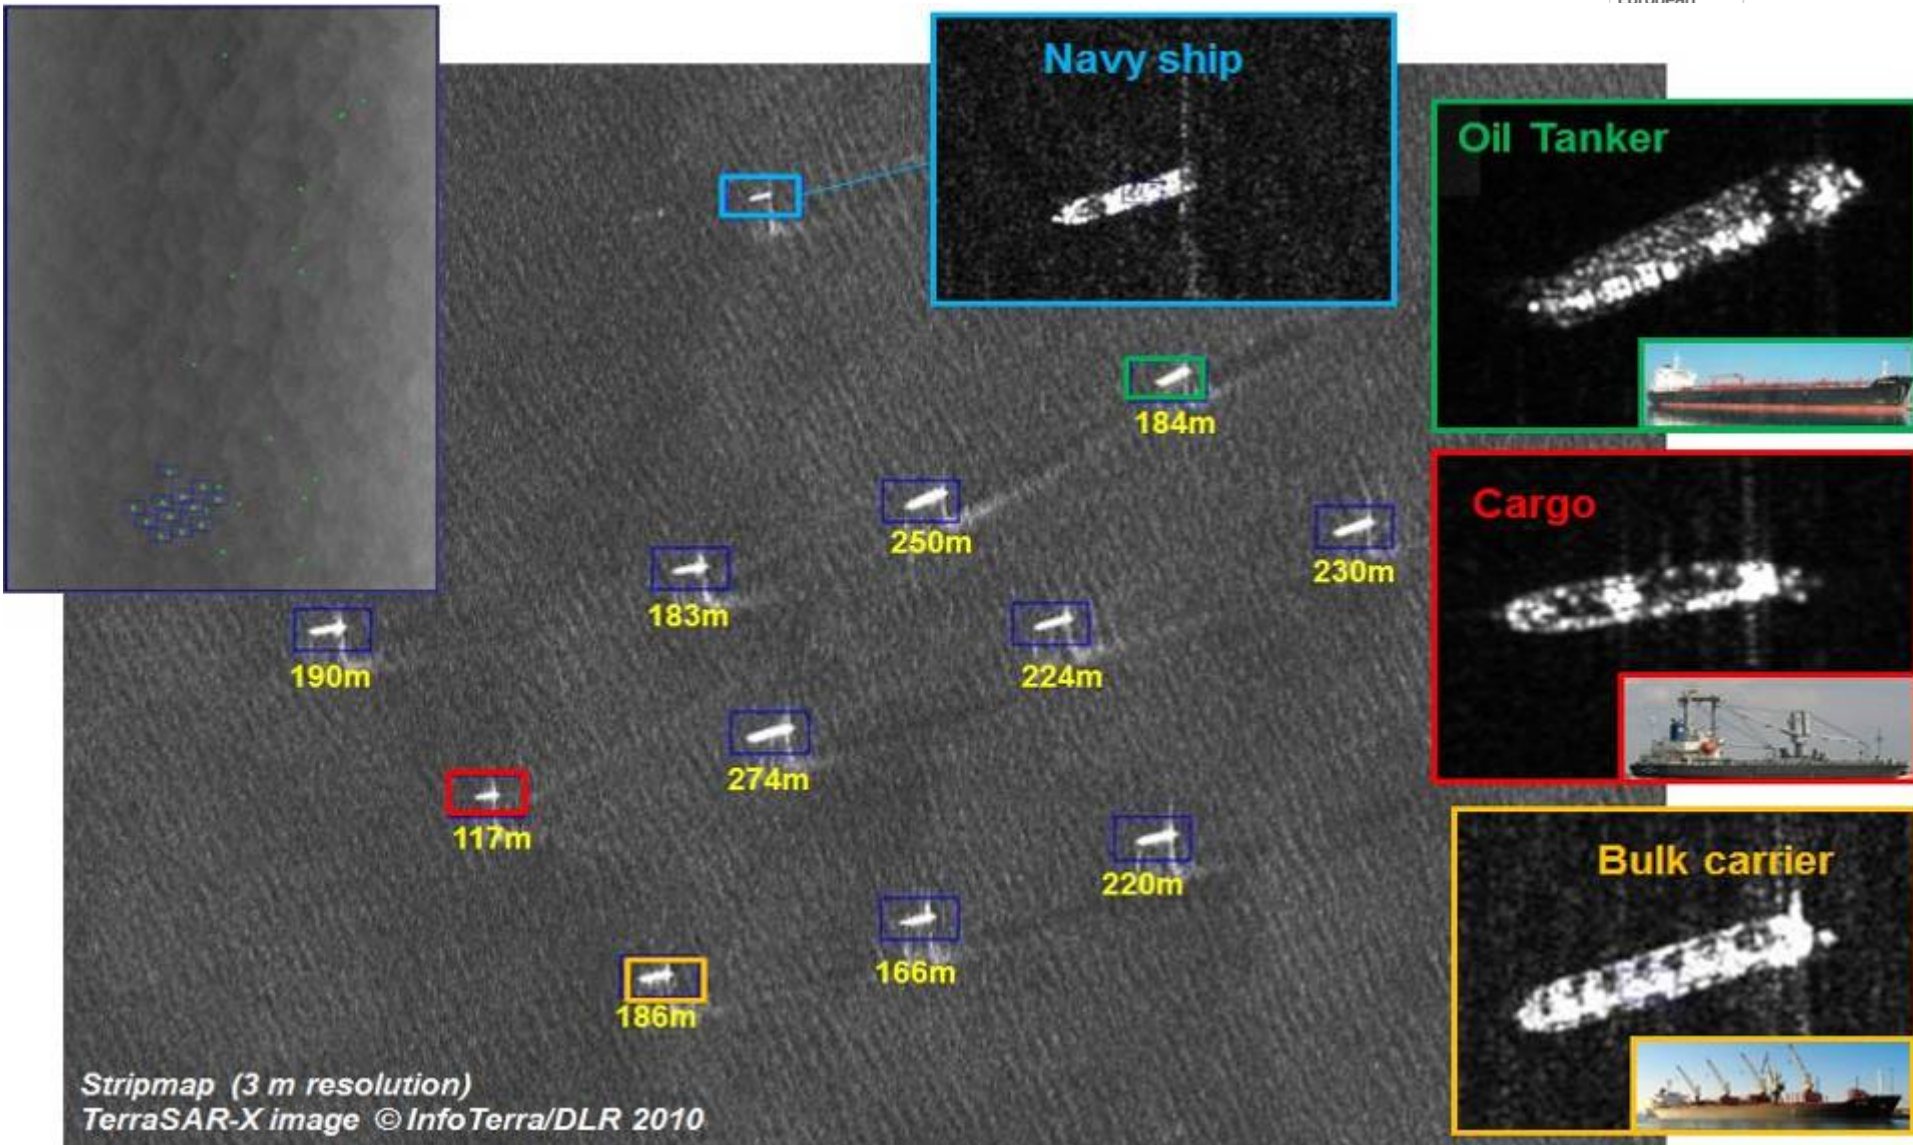 European
Navy ship
Oil Tanker
184m
250m
230m
Cargo
183m
190m
224m
274m
117m
220m
Bulk carrier
166m
186m
Stripmap (3 m resolution)
TerraSAR-X image © InfoTerra/DLR 2010